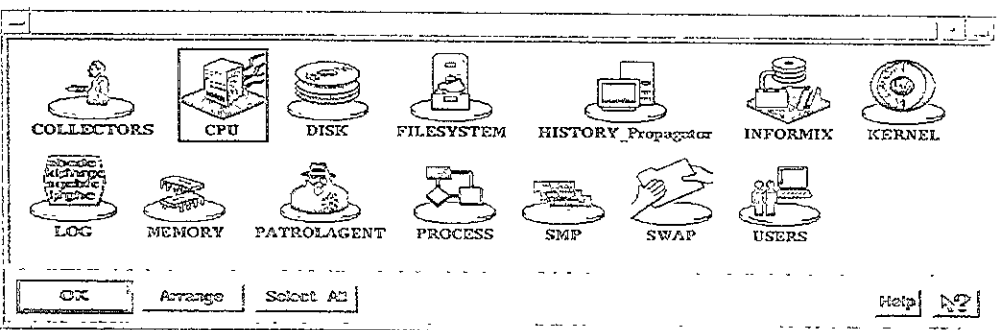 COLLECTORS CPU DISK FILESYSTEM HISTORY_Propagator INFORMIX KERNEL
LOG MEMORY PATROLAGENT PROCESS SMP SWAP USERS
OK Arrange Select All Help